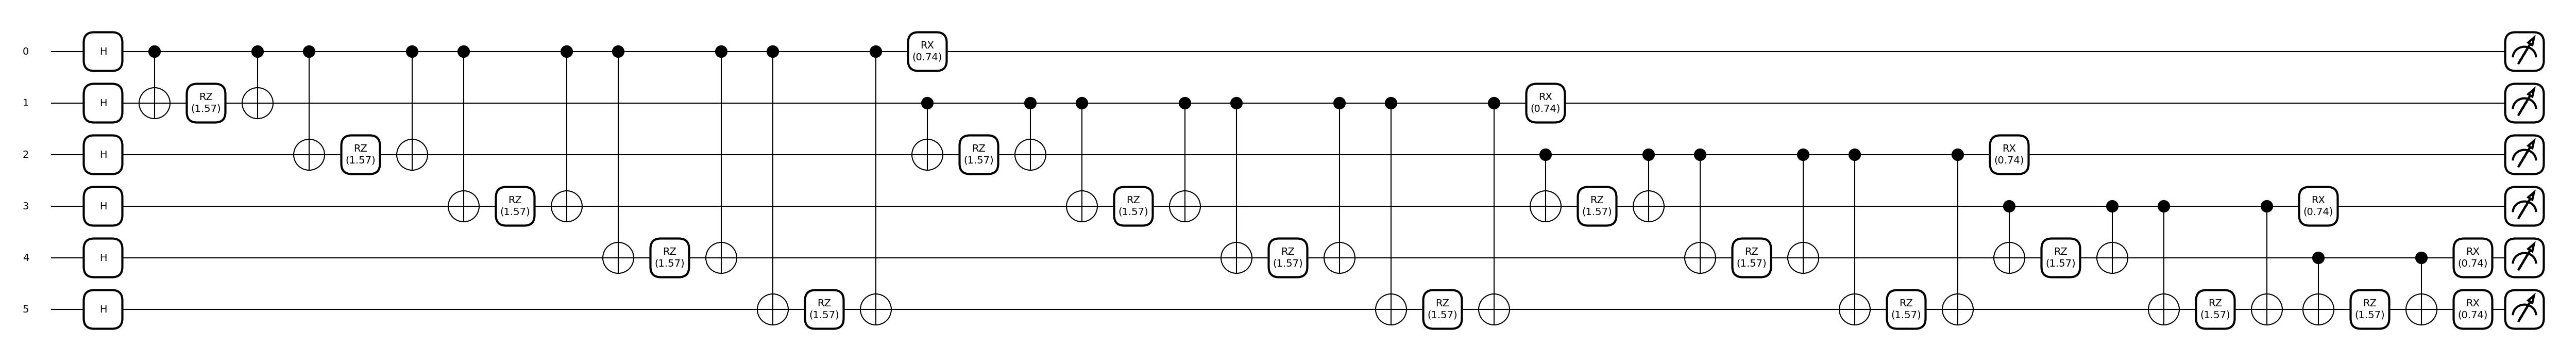 0
H
RX
(0.74)
1
H
RZ
(1.57)
RX
(0.74)
2
H
RZ
(1.57)
RZ
(1.57)
RX
(0.74)
3
H
RZ
(1.57)
RZ
(1.57)
RZ
(1.57)
RX
(0.74)
4
H
RZ
(1.57)
RZ
(1.57)
RZ
(1.57)
RZ
(1.57)
RX
(0.74)
5
H
RZ
(1.57)
RZ
(1.57)
RZ
(1.57)
RZ
(1.57)
RZ
(1.57)
RX
(0.74)